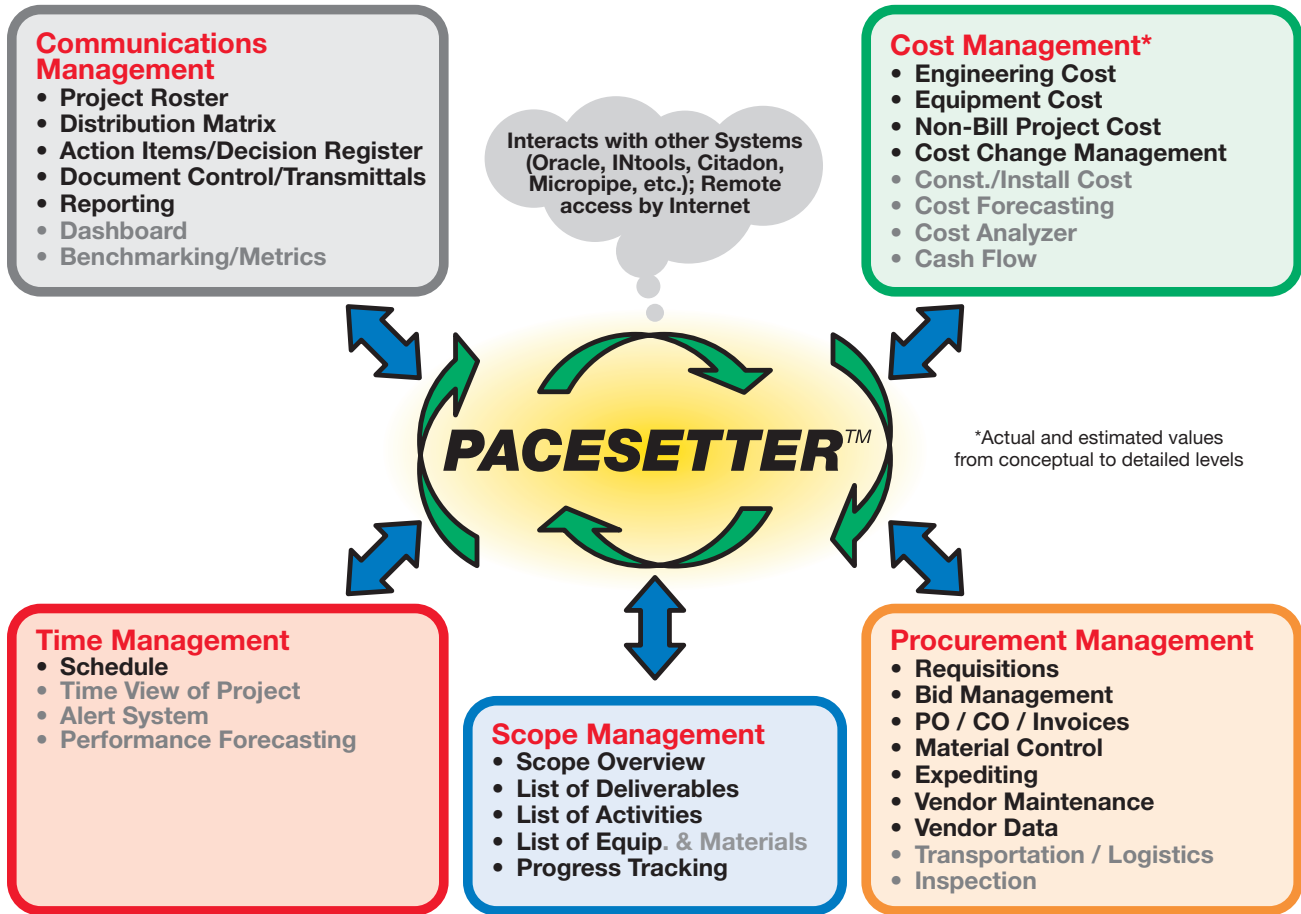 Communications
Management
• Project Roster
• Distribution Matrix
• Action Items/Decision Register
• Document Control/Transmittals
• Reporting
• Dashboard
• Benchmarking/Metrics
Interacts with other Systems
(Oracle, INtools, Citadon,
Micropipe, etc.); Remote
access by Internet
Cost Management*
• Engineering Cost
• Equipment Cost
• Non-Bill Project Cost
• Cost Change Management
• Const./Install Cost
• Cost Forecasting
• Cost Analyzer
• Cash Flow
PACESETTER™
*Actual and estimated values
from conceptual to detailed levels
Time Management
• Schedule
• Time View of Project
• Alert System
• Performance Forecasting
Scope Management
• Scope Overview
• List of Deliverables
• List of Activities
• List of Equip. & Materials
• Progress Tracking
Procurement Management
• Requisitions
• Bid Management
• PO / CO / Invoices
• Material Control
• Expediting
• Vendor Maintenance
• Vendor Data
• Transportation / Logistics
• Inspection